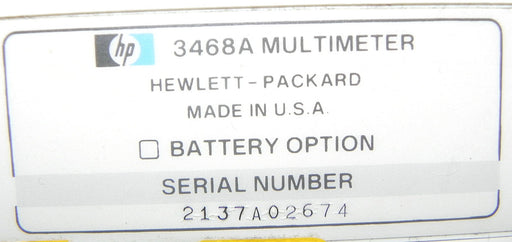 hp 3468A MULTIMETER
HEWLETT-PACKARD
MADE IN U.S.A.
BATTERY OPTION
SERIAL NUMBER
2137A02674